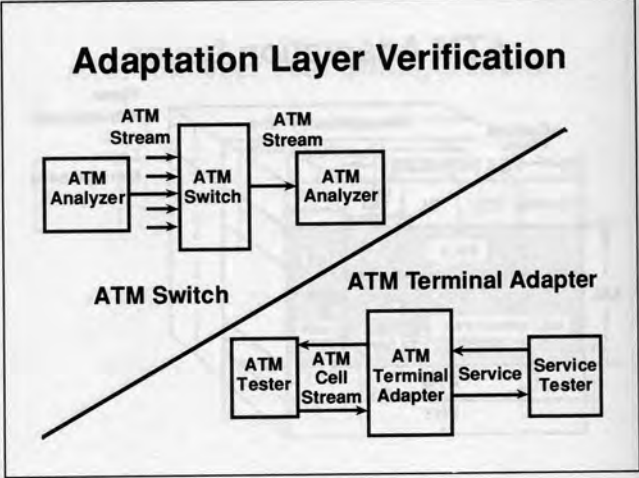 Adaptation Layer Verification
ATM
Stream
ATM
Analyzer
ATM
Switch
ATM
Stream
ATM
Analyzer
ATM Switch
ATM Terminal Adapter
ATM
Tester
ATM
Cell
Stream
ATM
Terminal
Adapter
Service
Service
Tester